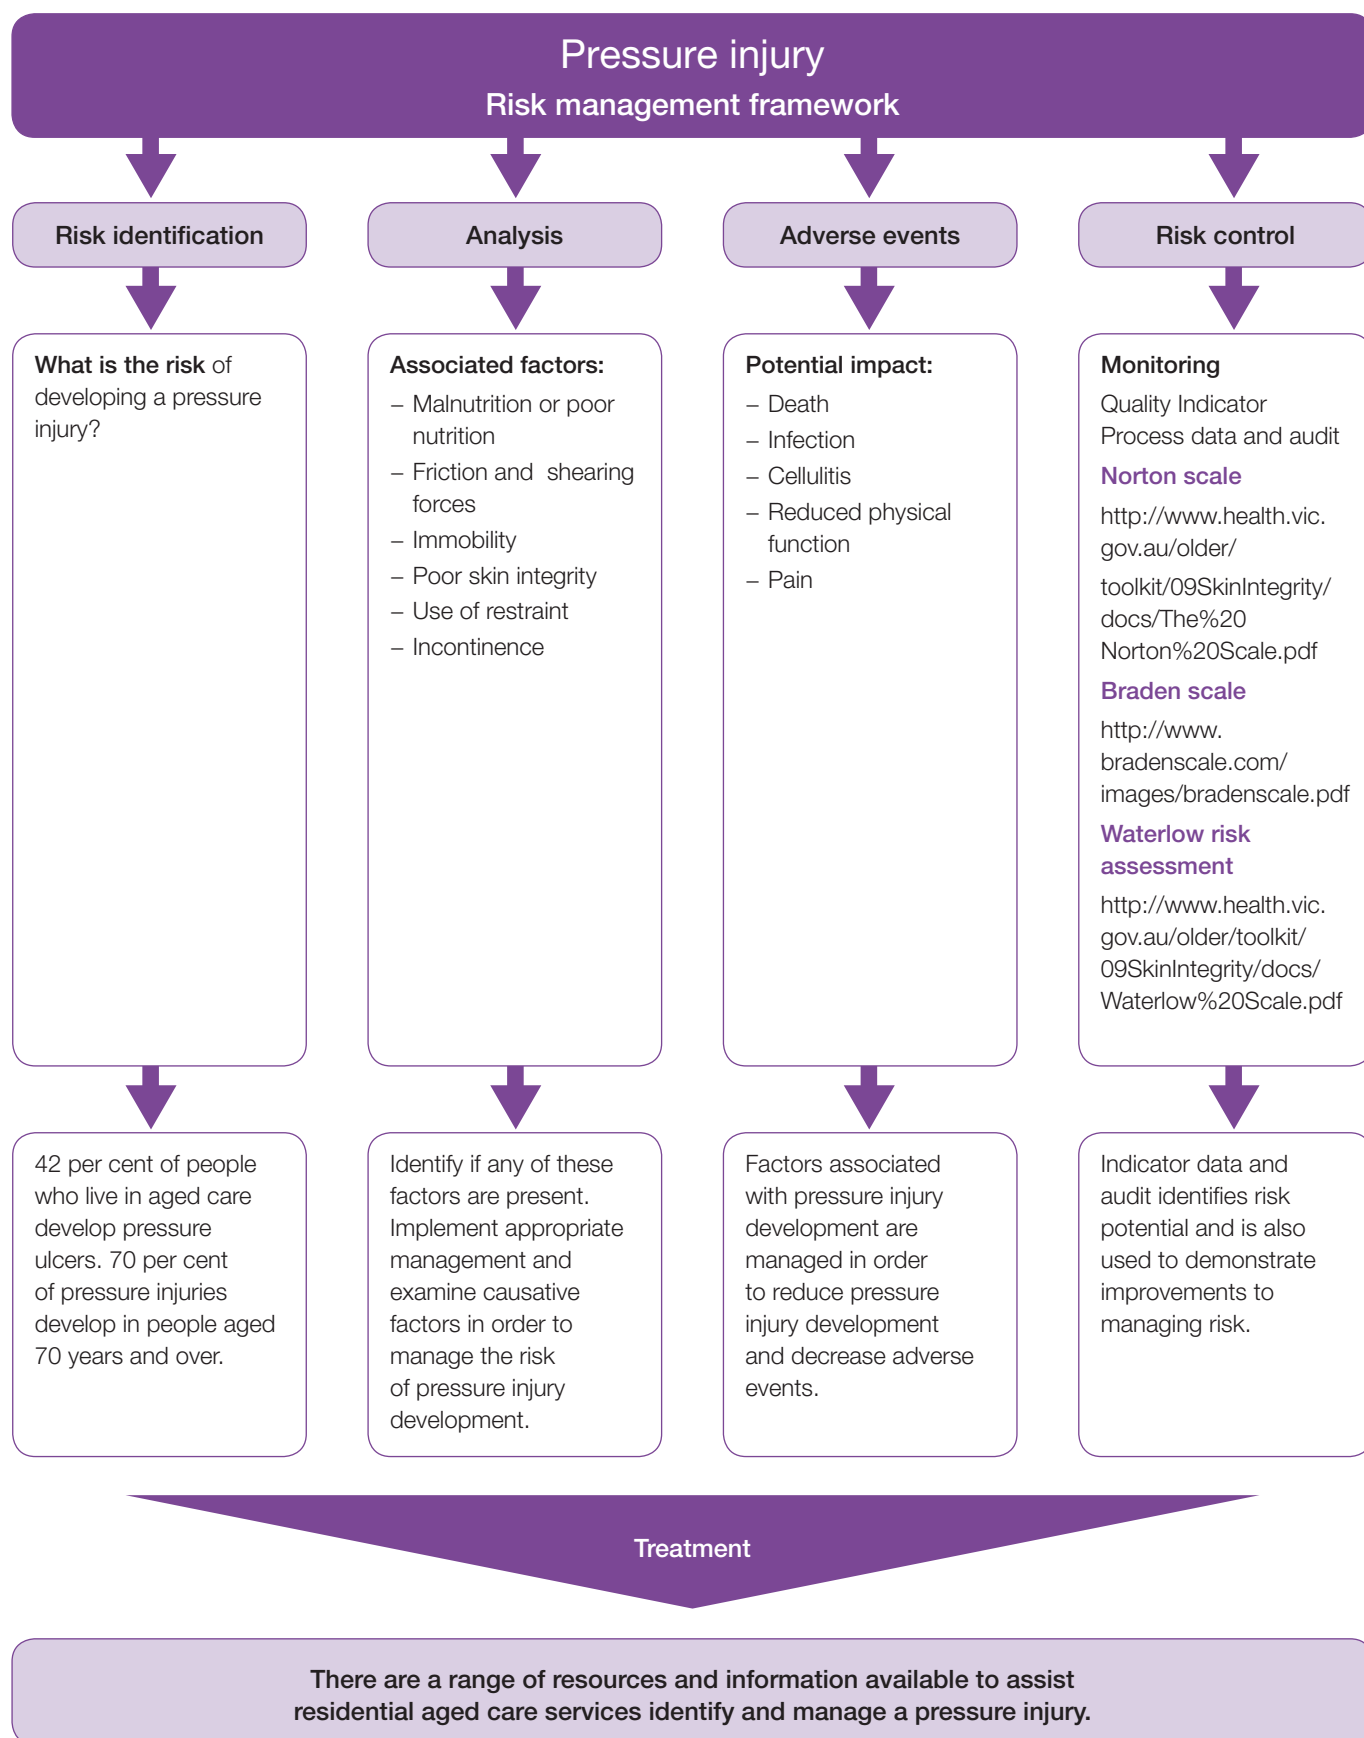 Pressure injury
Risk management framework
Risk identification
Analysis
Adverse events
Risk control
What is the risk of
developing a pressure
injury?
Associated factors:
– Malnutrition or poor
nutrition
– Friction and  shearing
forces
– Immobility
– Poor skin integrity
– Use of restraint
– Incontinence
Potential impact:
– Death
– Infection
– Cellulitis
– Reduced physical
function
– Pain
Monitoring
Quality Indicator
Process data and audit
Norton scale
http://www.health.vic.
gov.au/older/
toolkit/09SkinIntegrity/
docs/The%20
Norton%20Scale.pdf
Braden scale
http://www.
bradenscale.com/
images/bradenscale.pdf
Waterlow risk
assessment
http://www.health.vic.
gov.au/older/toolkit/
09SkinIntegrity/docs/
Waterlow%20Scale.pdf
42 per cent of people
who live in aged care
develop pressure
ulcers. 70 per cent
of pressure injuries
develop in people aged
70 years and over.
Identify if any of these
factors are present.
Implement appropriate
management and
examine causative
factors in order to
manage the risk
of pressure injury
development.
Factors associated
with pressure injury
development are
managed in order
to reduce pressure
injury development
and decrease adverse
events.
Indicator data and
audit identifies risk
potential and is also
used to demonstrate
improvements to
managing risk.
Treatment
There are a range of resources and information available to assist
residential aged care services identify and manage a pressure injury.